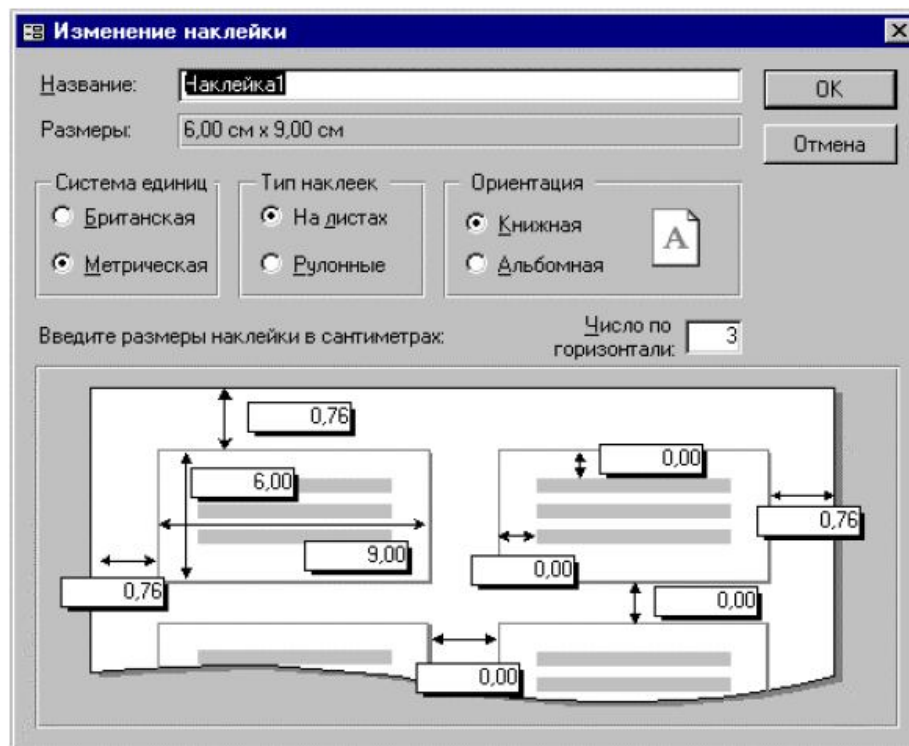 Изменение наклейки
Название: Наклейка1
OK
Размеры: 6,00 см x 9,00 см
Отмена
Система единиц
Британская
Метрическая
Тип наклеек
На листах
Рулонные
Ориентация
Книжная
Альбомная
A
Введите размеры наклейки в сантиметрах:
Число по
горизонтали: 3
0,76
6,00
0,00
9,00
0,76
0,76
0,00
0,00
0,00